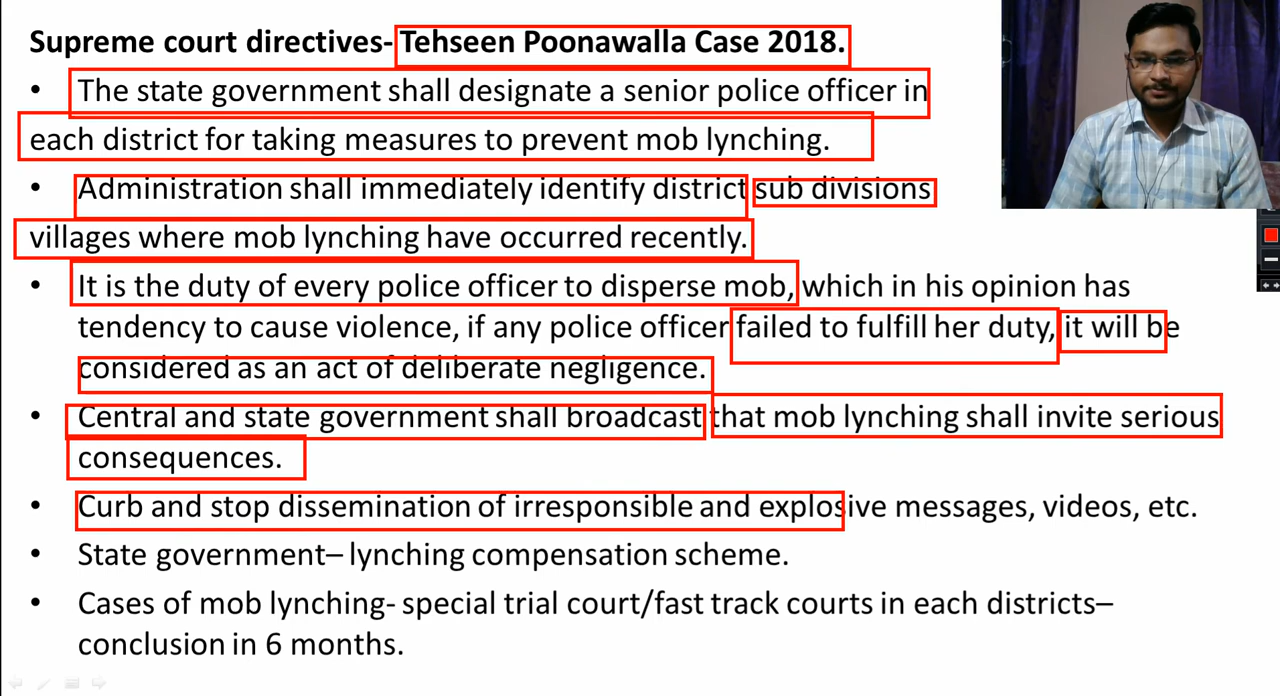 Supreme court directives- Tehseen Poonawalla Case 2018.
• The state government shall designate a senior police officer in
each district for taking measures to prevent mob lynching.
• Administration shall immediately identify district sub divisions
villages where mob lynching have occurred recently.
• It is the duty of every police officer to disperse mob, which in his opinion has
tendency to cause violence, if any police officer failed to fulfill her duty, it will be
considered as an act of deliberate negligence.
• Central and state government shall broadcast that mob lynching shall invite serious
consequences.
• Curb and stop dissemination of irresponsible and explosive messages, videos, etc.
• State government– lynching compensation scheme.
• Cases of mob lynching- special trial court/fast track courts in each districts–
conclusion in 6 months.